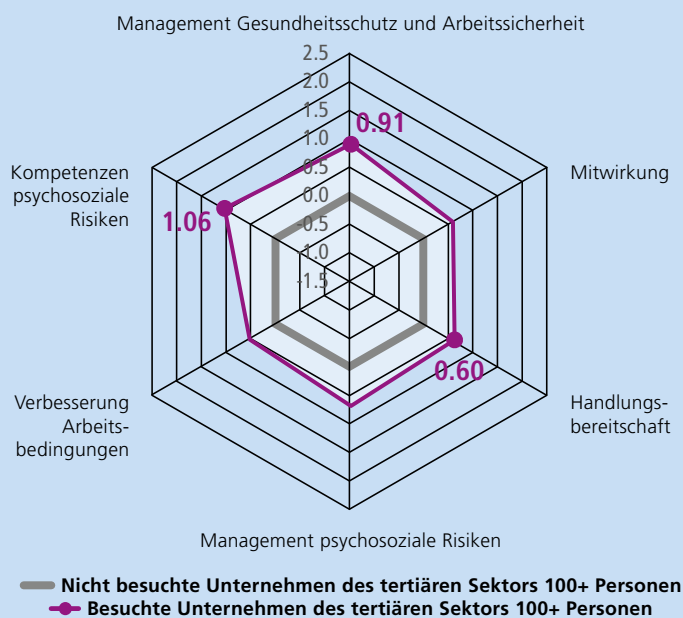 Management Gesundheitsschutz und Arbeitssicherheit
2.5
2.0
1.5
1.0
0.5
0.0
-0.5
-1.0
-1.5
0.91
Kompetenzen
psychosoziale
Risiken
1.06
Mitwirkung
0.60
Verbesserung
Arbeits-
bedingungen
Handlungs-
bereitschaft
Management psychosoziale Risiken
Nicht besuchte Unternehmen des tertiären Sektors 100+ Personen
Besuchte Unternehmen des tertiären Sektors 100+ Personen